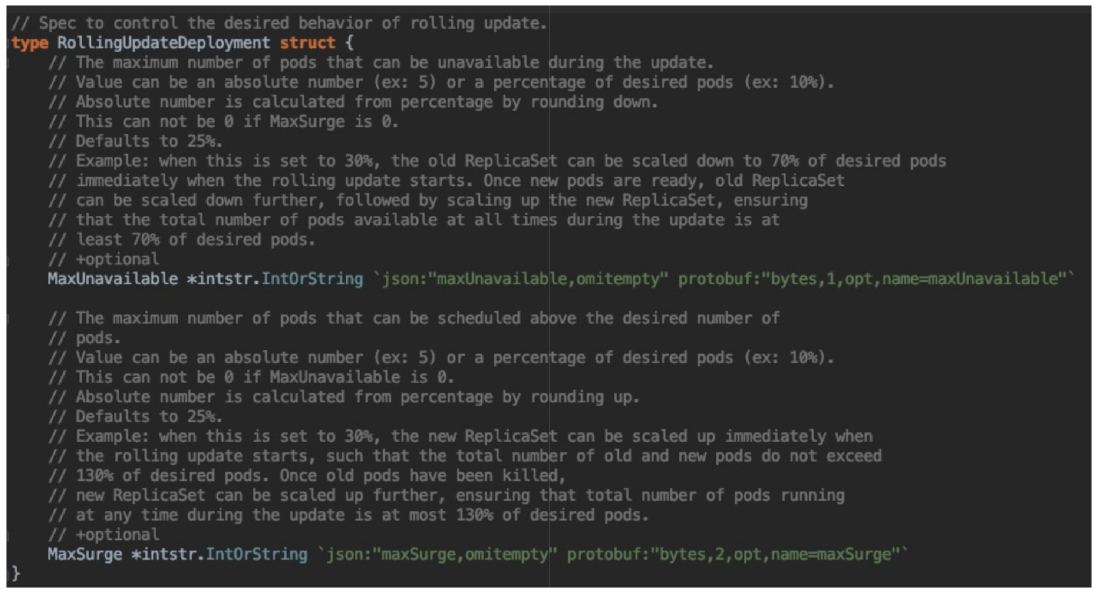 // Spec to control the desired behavior of rolling update.
type RollingUpdateDeployment struct {
    // The maximum number of pods that can be unavailable during the update.
    // Value can be an absolute number (ex: 5) or a percentage of desired pods (ex: 10%).
    // Absolute number is calculated from percentage by rounding down.
    // This can not be 0 if MaxSurge is 0.
    // Defaults to 25%.
    // Example: when this is set to 30%, the old ReplicaSet can be scaled down to 70% of desired pods
    // immediately when the rolling update starts. Once new pods are ready, old ReplicaSet
    // can be scaled down further, followed by scaling up the new ReplicaSet, ensuring
    // that the total number of pods available at all times during the update is at
    // least 70% of desired pods.
    // +optional
    MaxUnavailable *intstr.IntOrString `json:"maxUnavailable,omitempty" protobuf:"bytes,1,opt,name=maxUnavailable"`

    // The maximum number of pods that can be scheduled above the desired number of
    // pods.
    // Value can be an absolute number (ex: 5) or a percentage of desired pods (ex: 10%).
    // This can not be 0 if MaxUnavailable is 0.
    // Absolute number is calculated from percentage by rounding up.
    // Defaults to 25%.
    // Example: when this is set to 30%, the new ReplicaSet can be scaled up immediately when
    // the rolling update starts, such that the total number of old and new pods do not exceed
    // 130% of desired pods. Once old pods have been killed,
    // new ReplicaSet can be scaled up further, ensuring that total number of pods running
    // at any time during the update is at most 130% of desired pods.
    // +optional
    MaxSurge *intstr.IntOrString `json:"maxSurge,omitempty" protobuf:"bytes,2,opt,name=maxSurge"`
}